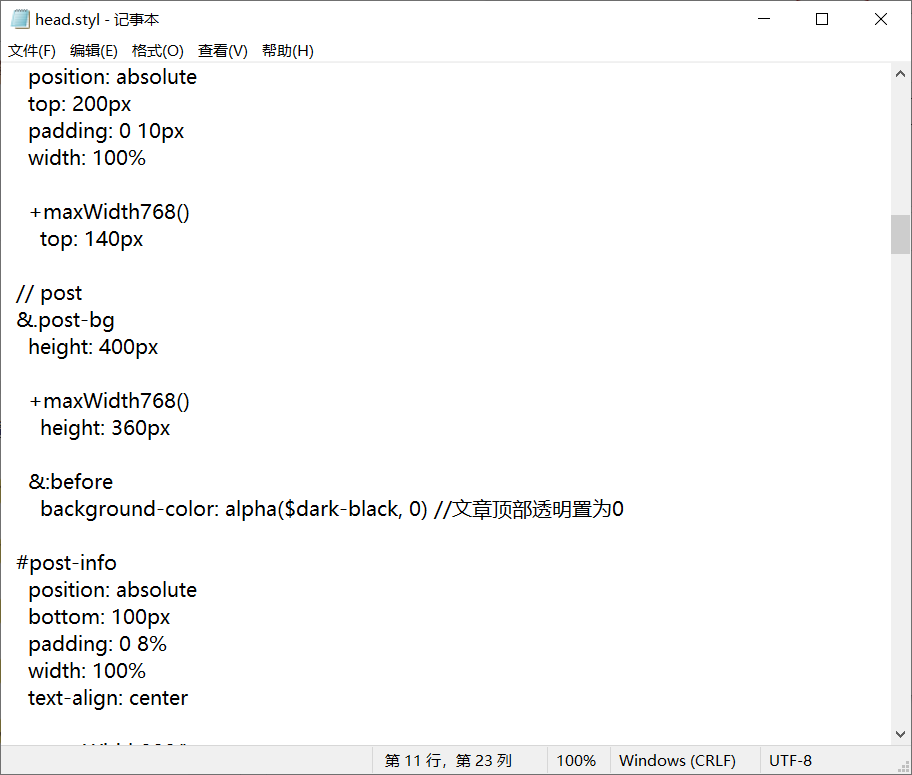 head.styl - 记事本
文件(F) 编辑(E) 格式(O) 查看(V) 帮助(H)
position: absolute
top: 200px
padding: 0 10px
width: 100%
+maxWidth768()
top: 140px
// post
&.post-bg
height: 400px
+maxWidth768()
height: 360px
&:before
background-color: alpha($dark-black, 0) //文章顶部透明置为0
#post-info
position: absolute
bottom: 100px
padding: 0 8%
width: 100%
text-align: center
第 11 行，第 23 列 100% Windows (CRLF) UTF-8